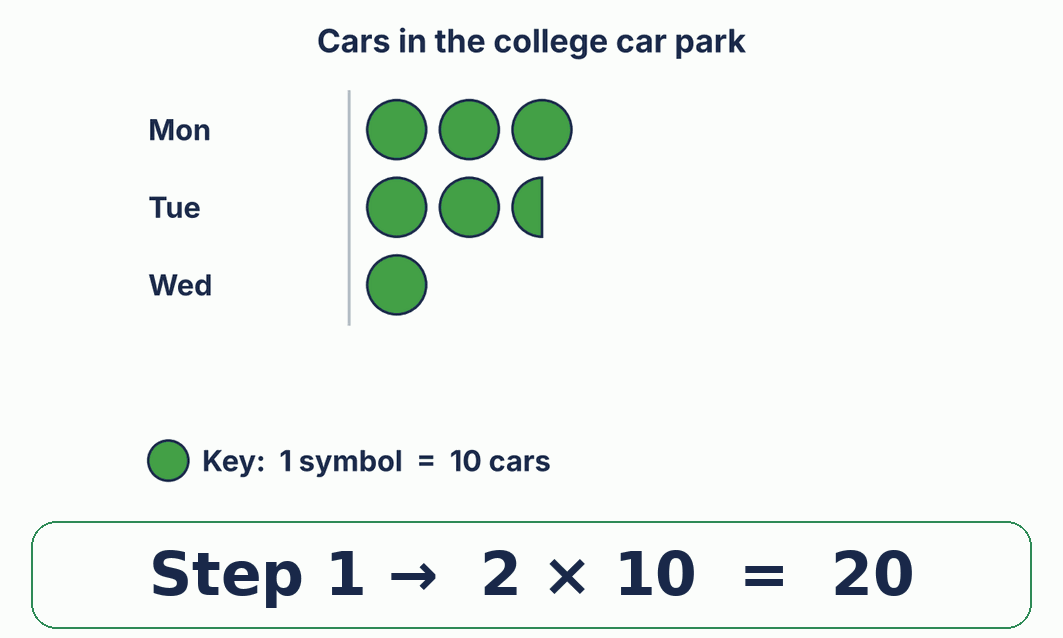 Cars in the college car park
Mon
Tue
Wed
Key: 1 symbol = 10 cars
Step 1 → 2 × 10 = 20